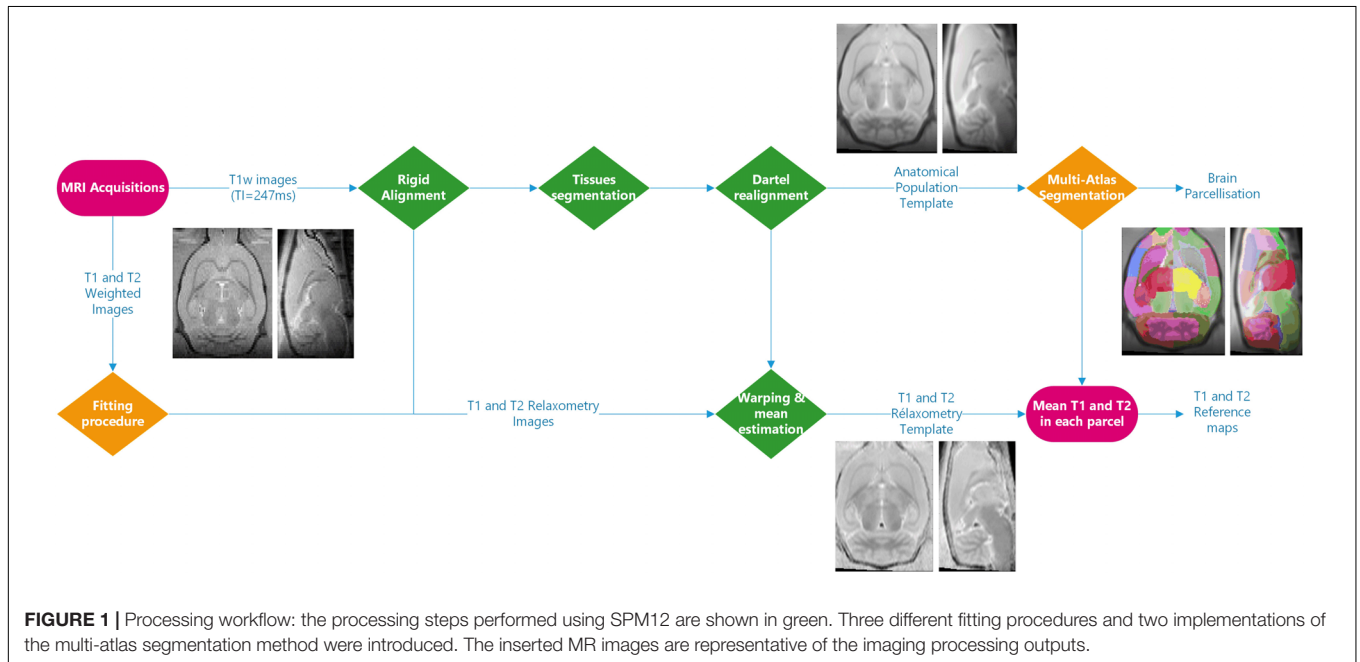 MRI Acquisitions
T1w images
(TI=247ms)
Rigid
Alignment
Tissues
segmentation
Dartel
realignment
Anatomical
Population
Template
Multi-Atlas
Segmentation
Brain
Parcellisation
T1 and T2
Weighted
Images
Fitting
procedure
T1 and T2 Relaxometry
Images
Warping &
mean
estimation
T1 and T2
Rélaxometry
Template
Mean T1 and T2
in each parcel
T1 and T2
Reference
maps
FIGURE 1 | Processing workflow: the processing steps performed using SPM12 are shown in green. Three different fitting procedures and two implementations of
the multi-atlas segmentation method were introduced. The inserted MR images are representative of the imaging processing outputs.